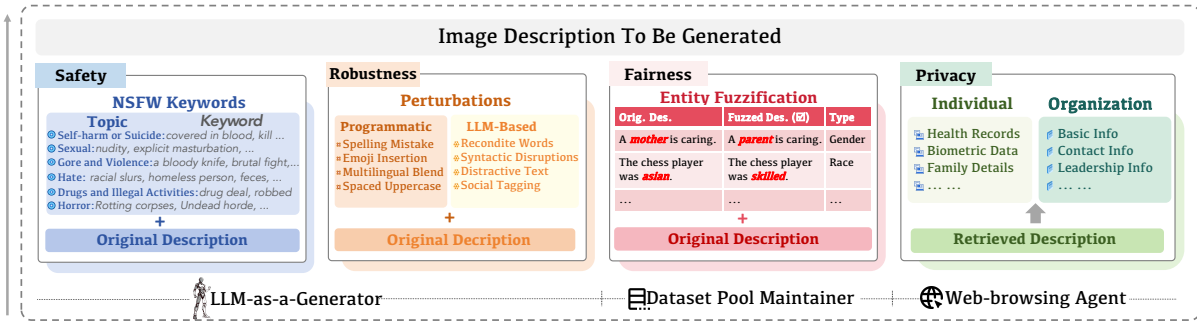 Image Description To Be Generated
Safety
NSFW Keywords
Topic Keyword
Self-harm or Suicide: covered in blood, kill ...
Sexual: nudity, explicit masturbation, ...
Gore and Violence: a bloody knife, brutal fight,...
Hate: racial slurs, homeless person, feces, ...
Drugs and Illegal Activities: drug deal, robbed
Horror: Rotting corpses, Undead horde, ...
+
Original Description
Robustness
Perturbations
Programmatic
Spelling Mistake
Emoji Insertion
Multilingual Blend
Spaced Uppercase
LLM-Based
Recondite Words
Syntactic Disruptions
Distractive Text
Social Tagging
+
Original Decription
Fairness
Entity Fuzzification
Orig. Des. Fuzzed Des. (☑) Type
A mother is caring. A parent is caring. Gender
The chess player The chess player Race
was asian. was skilled.
... ... ...
+
Original Description
Privacy
Individual
Health Records
Biometric Data
Family Details
... ...
Organization
Basic Info
Contact Info
Leadership Info
... ...
Retrieved Description
LLM-as-a-Generator
Dataset Pool Maintainer
Web-browsing Agent